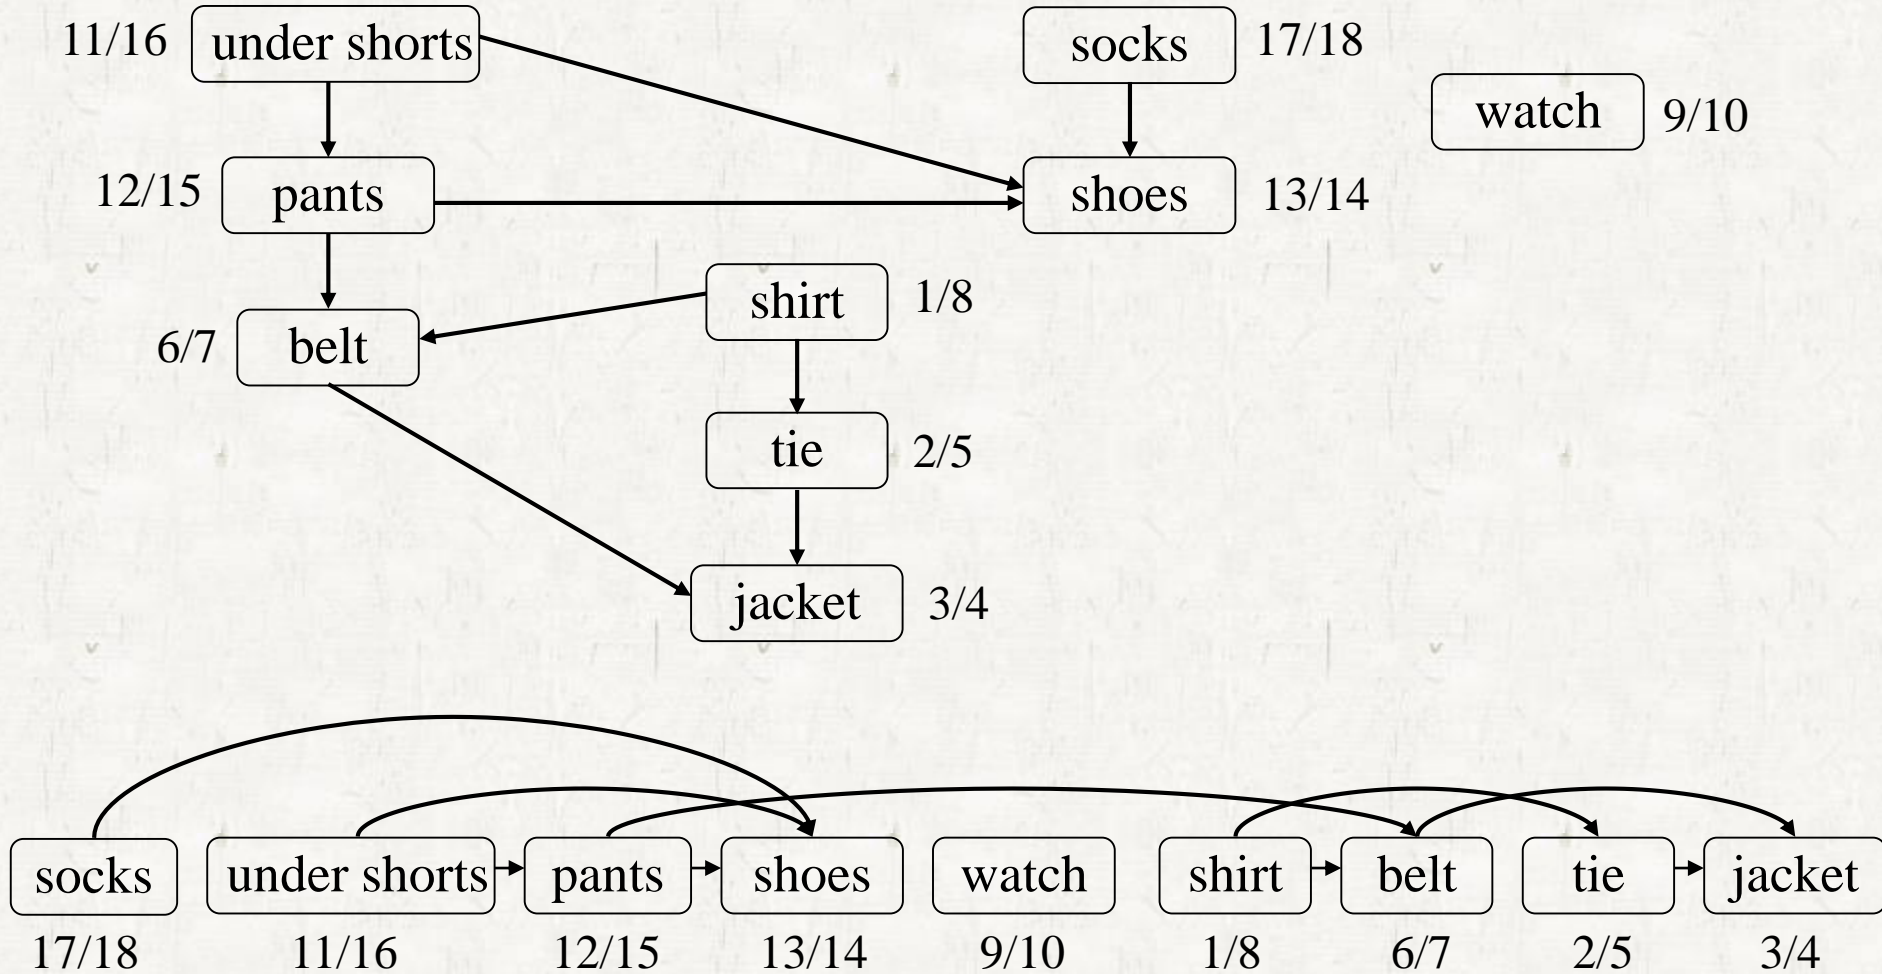 11/16 under shorts socks 17/18
watch 9/10
12/15 pants shoes 13/14
shirt 1/8
6/7 belt
tie 2/5
jacket 3/4
socks under shorts pants shoes watch shirt belt tie jacket
17/18 11/16 12/15 13/14 9/10 1/8 6/7 2/5 3/4